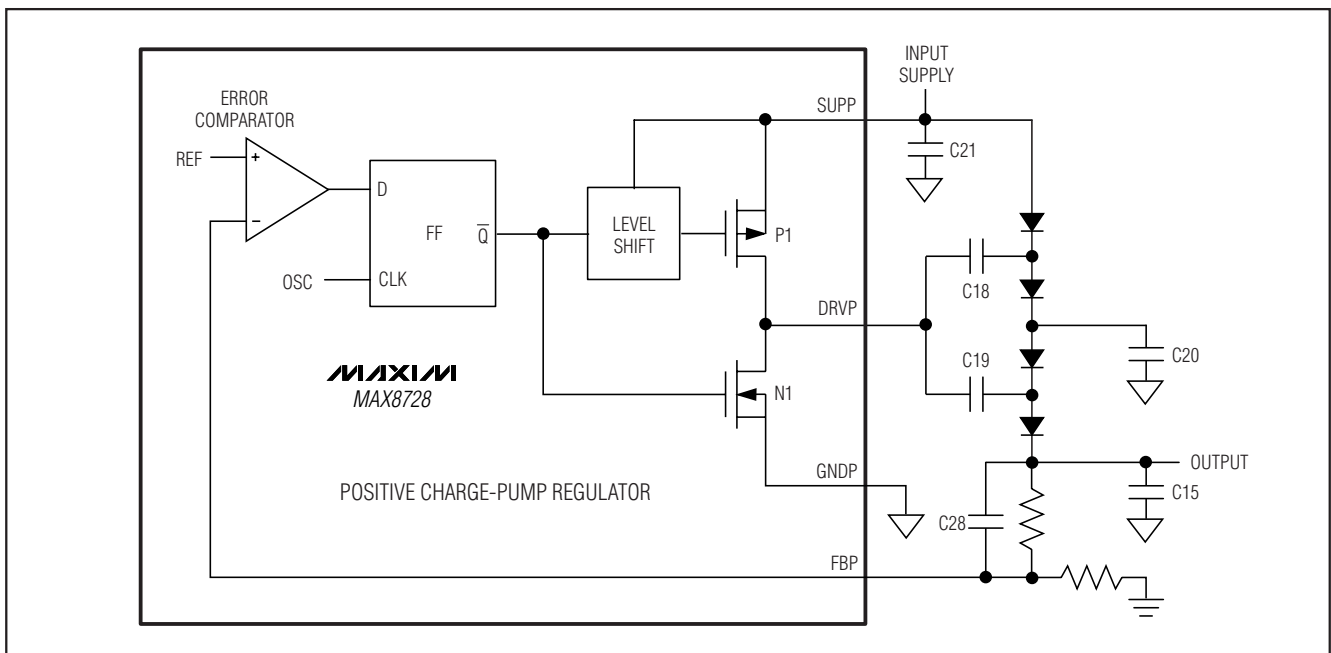 INPUT
SUPPLY
SUPP
ERROR
COMPARATOR
C21
REF
+
−
D
FF
Q̅
LEVEL
SHIFT
P1
OSC
CLK
C18
DRVP
C19
C20
MAXIM
MAX8728
N1
OUTPUT
GNDP
C15
POSITIVE CHARGE-PUMP REGULATOR
C28
FBP